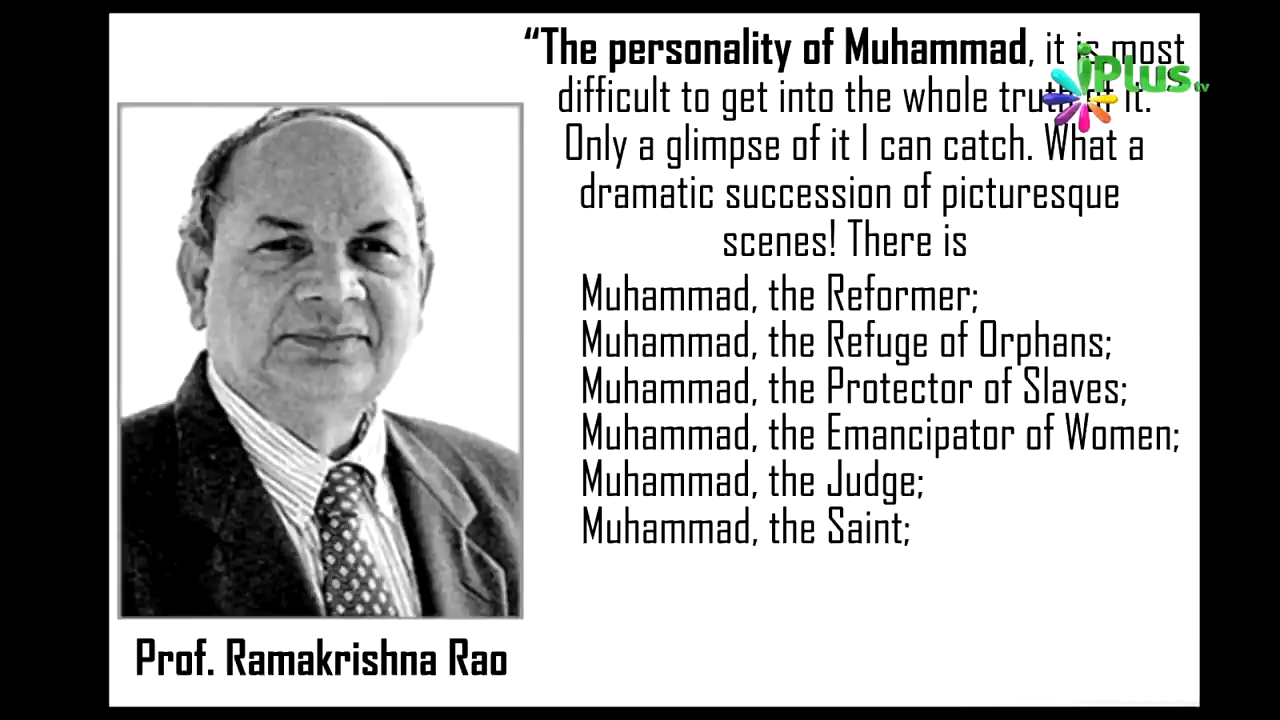 “The personality of Muhammad, it is most
difficult to get into the whole truth of it.
Only a glimpse of it I can catch. What a
dramatic succession of picturesque
scenes! There is
Muhammad, the Reformer;
Muhammad, the Refuge of Orphans;
Muhammad, the Protector of Slaves;
Muhammad, the Emancipator of Women;
Muhammad, the Judge;
Muhammad, the Saint;
Prof. Ramakrishna Rao
iPlus tv